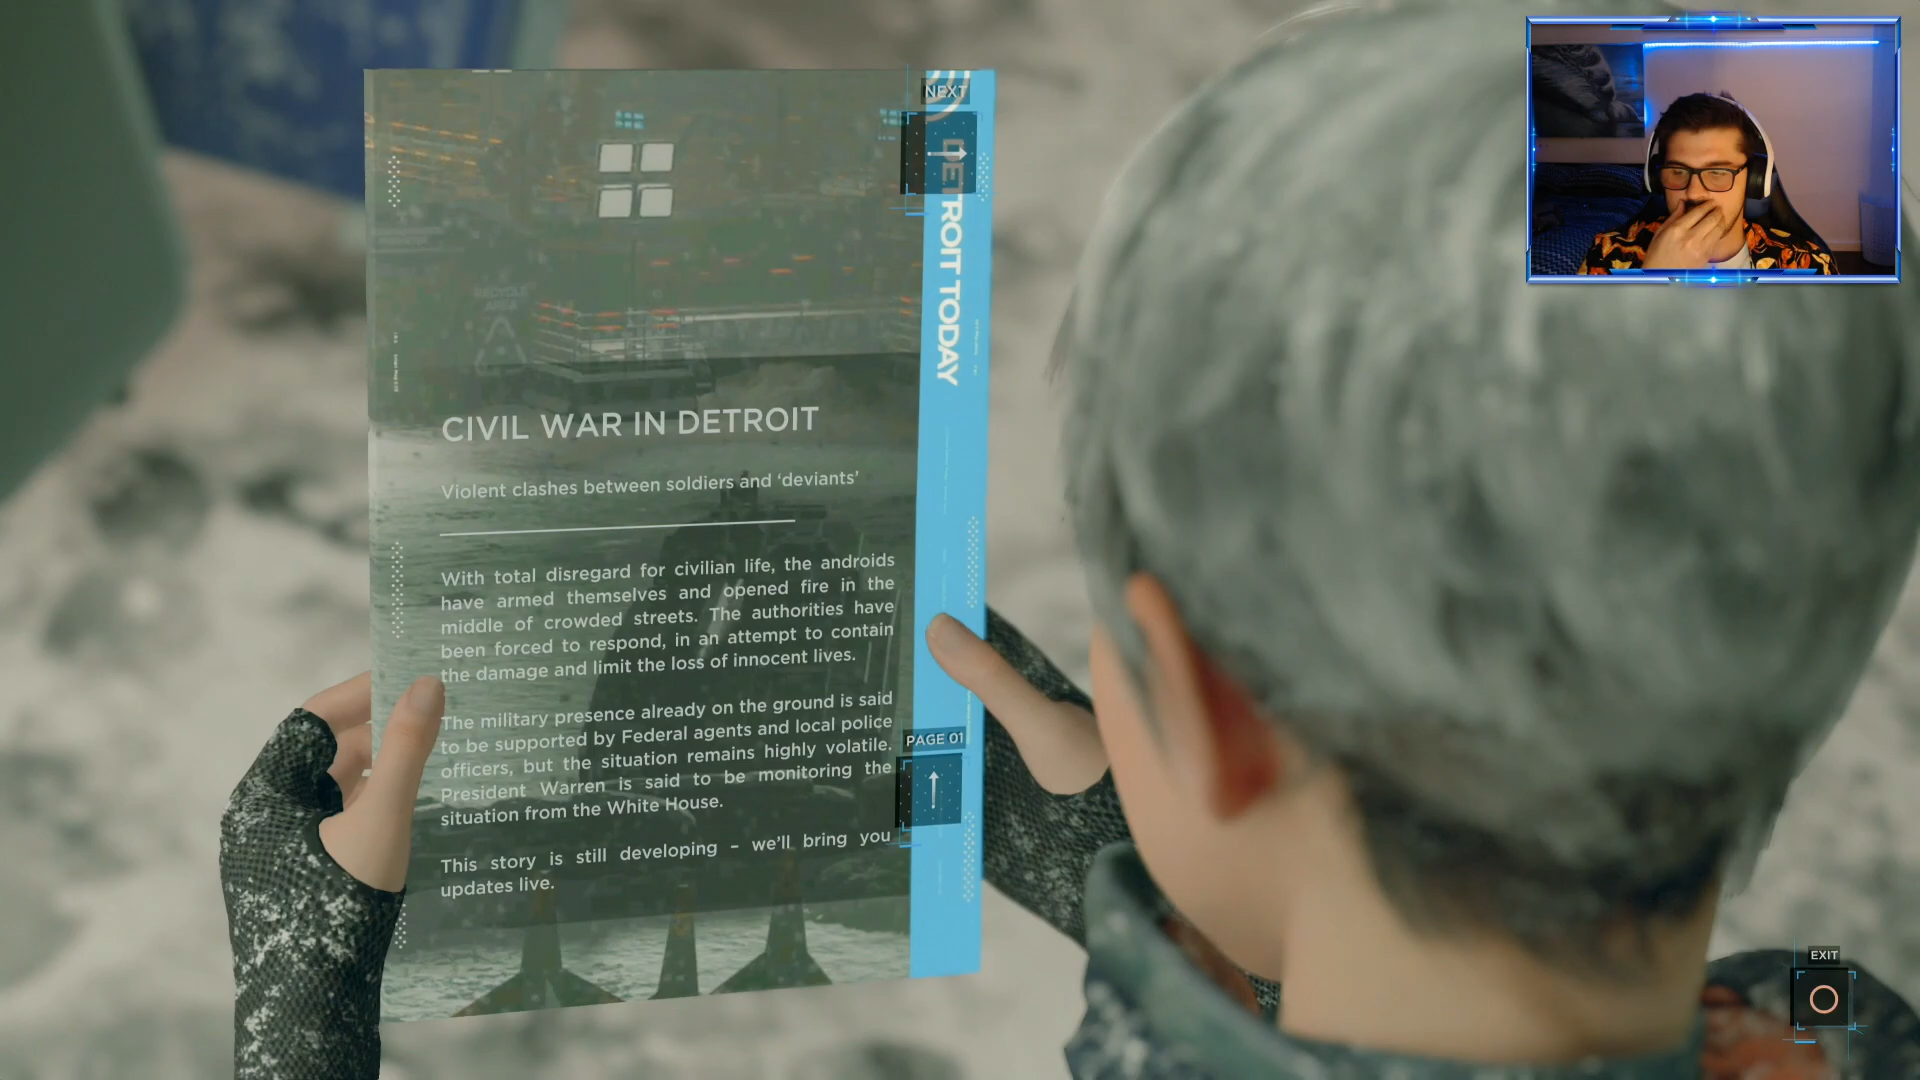 NEXT
DETROIT TODAY
CIVIL WAR IN DETROIT
Violent clashes between soldiers and ‘deviants’
With total disregard for civilian life, the androids
have armed themselves and opened fire in the
middle of crowded streets. The authorities have
been forced to respond, in an attempt to contain
the damage and limit the loss of innocent lives.
The military presence already on the ground is said
to be supported by Federal agents and local police
officers, but the situation remains highly volatile.
President Warren is said to be monitoring the
situation from the White House.
This story is still developing – we’ll bring you
updates live.
PAGE 01
EXIT